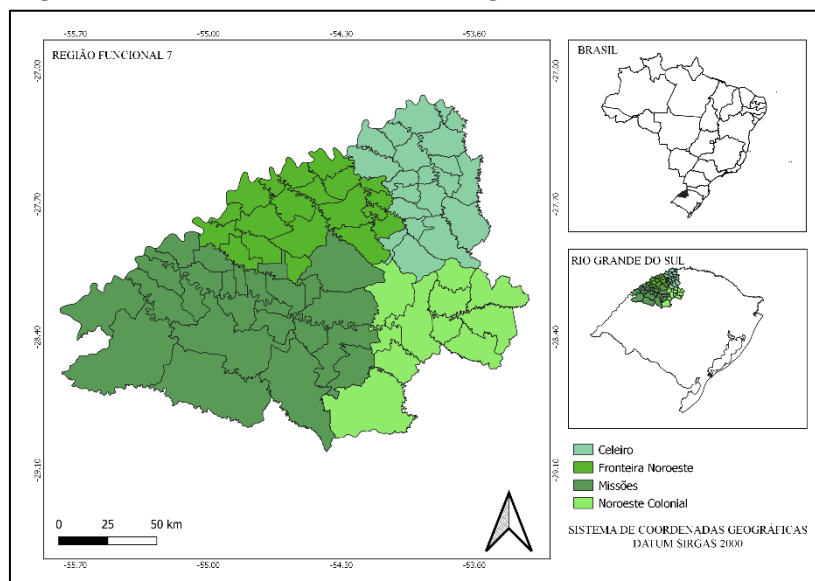 -55.70 -55.00 -54.30 -53.60
REGIÃO FUNCIONAL 7
-27.00
-27.70
-28.40
-29.10
-27.00
-27.70
-28.40
-29.10
0 25 50 km
-55.70 -55.00 -54.30 -53.60
BRASIL
RIO GRANDE DO SUL
Celeiro
Fronteira Noroeste
Missões
Noroeste Colonial
SISTEMA DE COORDENADAS GEOGRÁFICAS
DATUM SIRGAS 2000